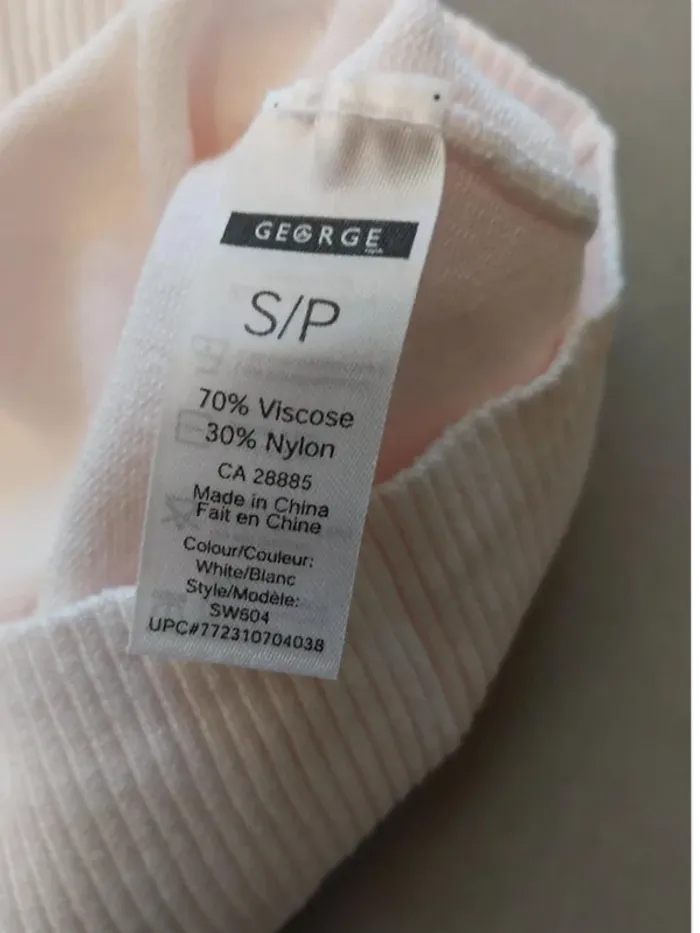 GEORGE
S/P
70% Viscose
30% Nylon
CA 28885
Made in China
Fait en Chine
Colour/Couleur:
White/Blanc
Style/Modèle:
SW604
UPC#772310704038